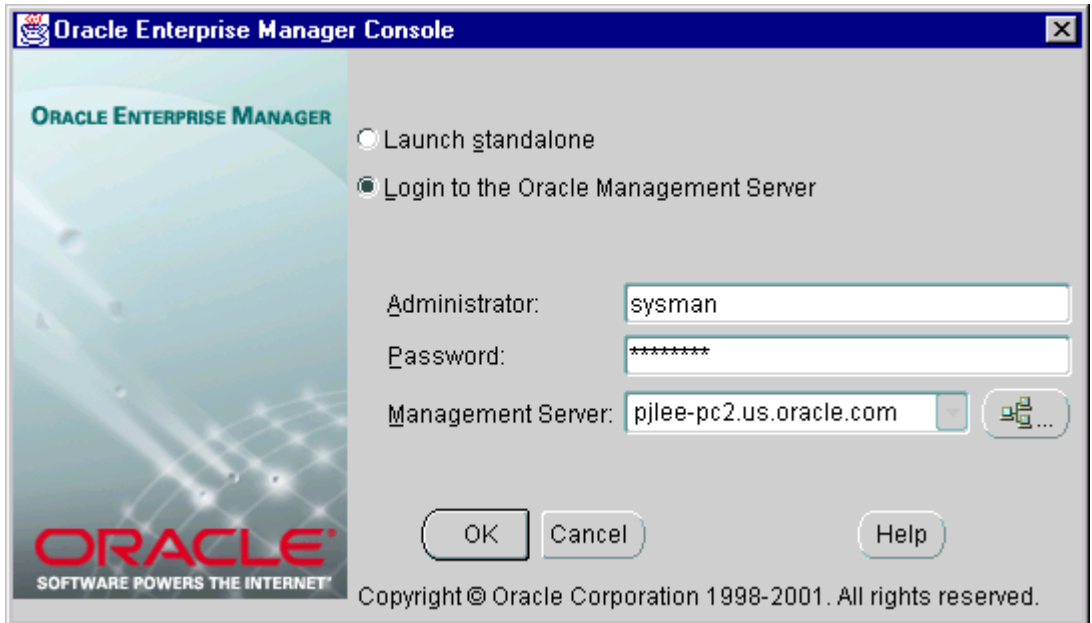 Oracle Enterprise Manager Console
ORACLE ENTERPRISE MANAGER
Launch standalone
Login to the Oracle Management Server
Administrator: sysman
Password: ********
Management Server: pjlee-pc2.us.oracle.com ...
OK Cancel Help
ORACLE®
SOFTWARE POWERS THE INTERNET™
Copyright © Oracle Corporation 1998-2001. All rights reserved.